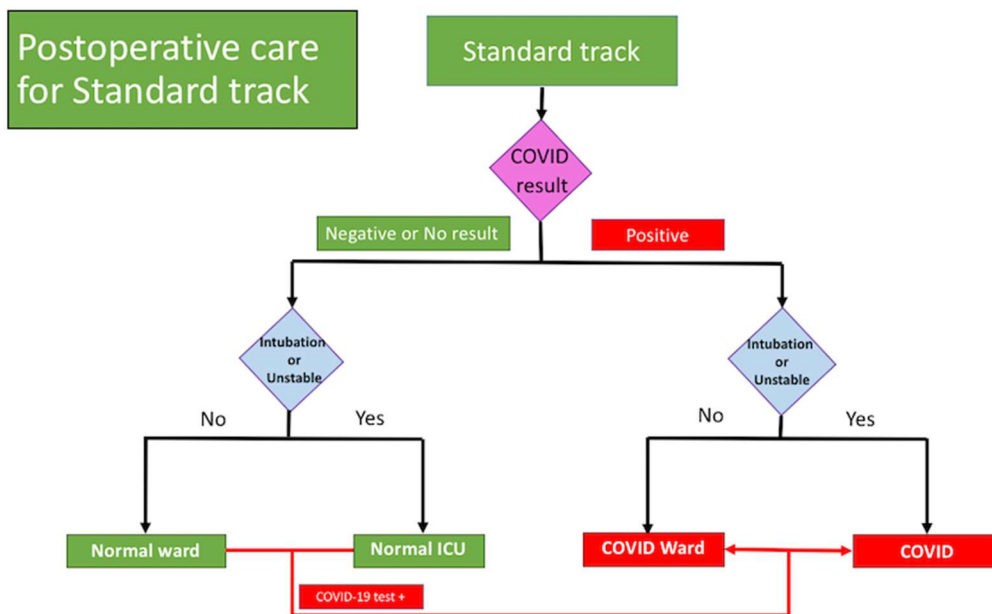 Postoperative care
for Standard track
Standard track
COVID
result
Negative or No result
Positive
Intubation
or
Unstable
Intubation
or
Unstable
No
Yes
No
Yes
Normal ward
Normal ICU
COVID Ward
COVID
COVID-19 test +